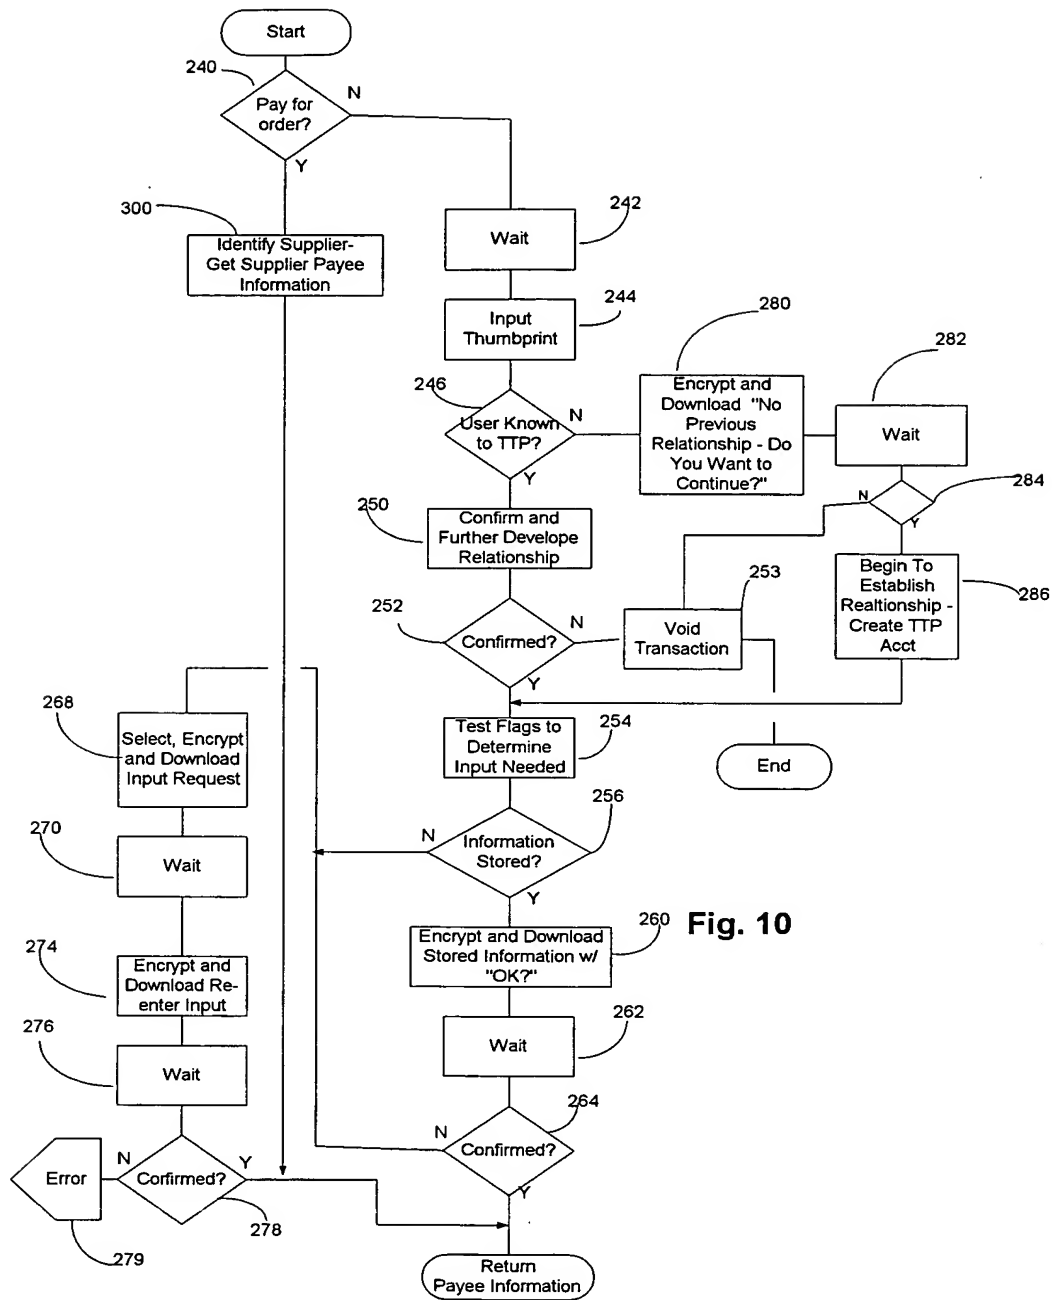 Start
240
N
Pay for
order?
Y
300
Identify Supplier-
Get Supplier Payee
Information
242
Wait
244
Input
Thumbprint
246
User Known
to TTP?
N
Y
280
Encrypt and
Download "No
Previous
Relationship - Do
You Want to
Continue?"
282
Wait
N
284
Y
250
Confirm and
Further Develope
Relationship
253
Begin To
Establish
Realtionship -
Create TTP
Acct
286
252
Confirmed?
N
Void
Transaction
Y
268
Select, Encrypt
and Download
Input Request
Test Flags to
Determine
Input Needed
254
End
256
N
Information
Stored?
Y
270
Wait
260
Fig. 10
Encrypt and Download
Stored Information w/
"OK?"
274
Encrypt and
Download Re-
enter Input
262
Wait
276
Wait
264
N
Confirmed?
Y
Error
N
Confirmed?
Y
278
279
Return
Payee Information